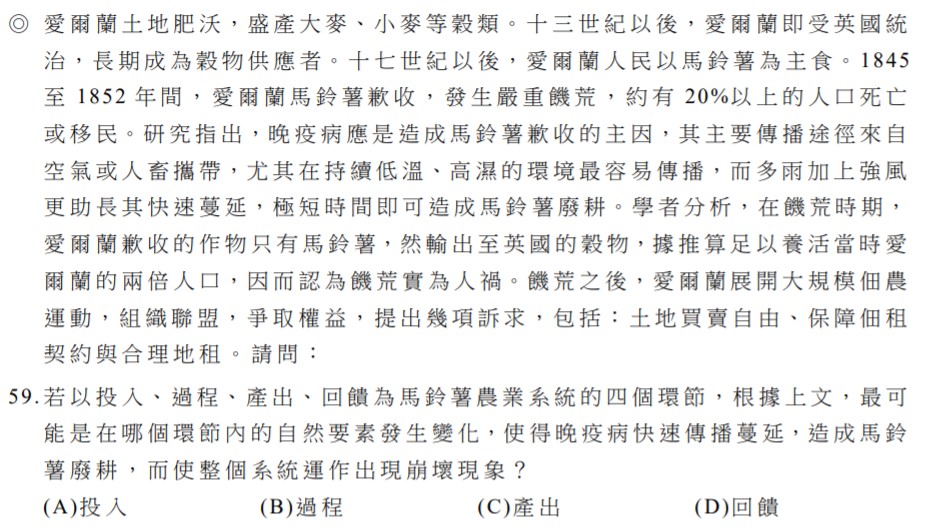 ◎ 愛爾蘭土地肥沃，盛產大麥、小麥等穀類。十三世紀以後，愛爾蘭即受英國統
治，長期成為穀物供應者。十七世紀以後，愛爾蘭人民以馬鈴薯為主食。1845
至 1852 年間，愛爾蘭馬鈴薯歉收，發生嚴重饑荒，約有 20%以上的人口死亡
或移民。研究指出，晚疫病應是造成馬鈴薯歉收的主因，其主要傳播途徑來自
空氣或人畜攜帶，尤其在持續低溫、高濕的環境最容易傳播，而多雨加上強風
更助長其快速蔓延，極短時間即可造成馬鈴薯廢耕。學者分析，在饑荒時期，
愛爾蘭歉收的作物只有馬鈴薯，然輸出至英國的穀物，據推算足以養活當時愛
爾蘭的兩倍人口，因而認為饑荒實為人禍。饑荒之後，愛爾蘭展開大規模佃農
運動，組織聯盟，爭取權益，提出幾項訴求，包括：土地買賣自由、保障佃租
契約與合理地租。請問：
59.若以投入、過程、產出、回饋為馬鈴薯農業系統的四個環節，根據上文，最可
能是在哪個環節內的自然要素發生變化，使得晚疫病快速傳播蔓延，造成馬鈴
薯廢耕，而使整個系統運作出現崩壞現象？
(A)投入 (B)過程 (C)產出 (D)回饋